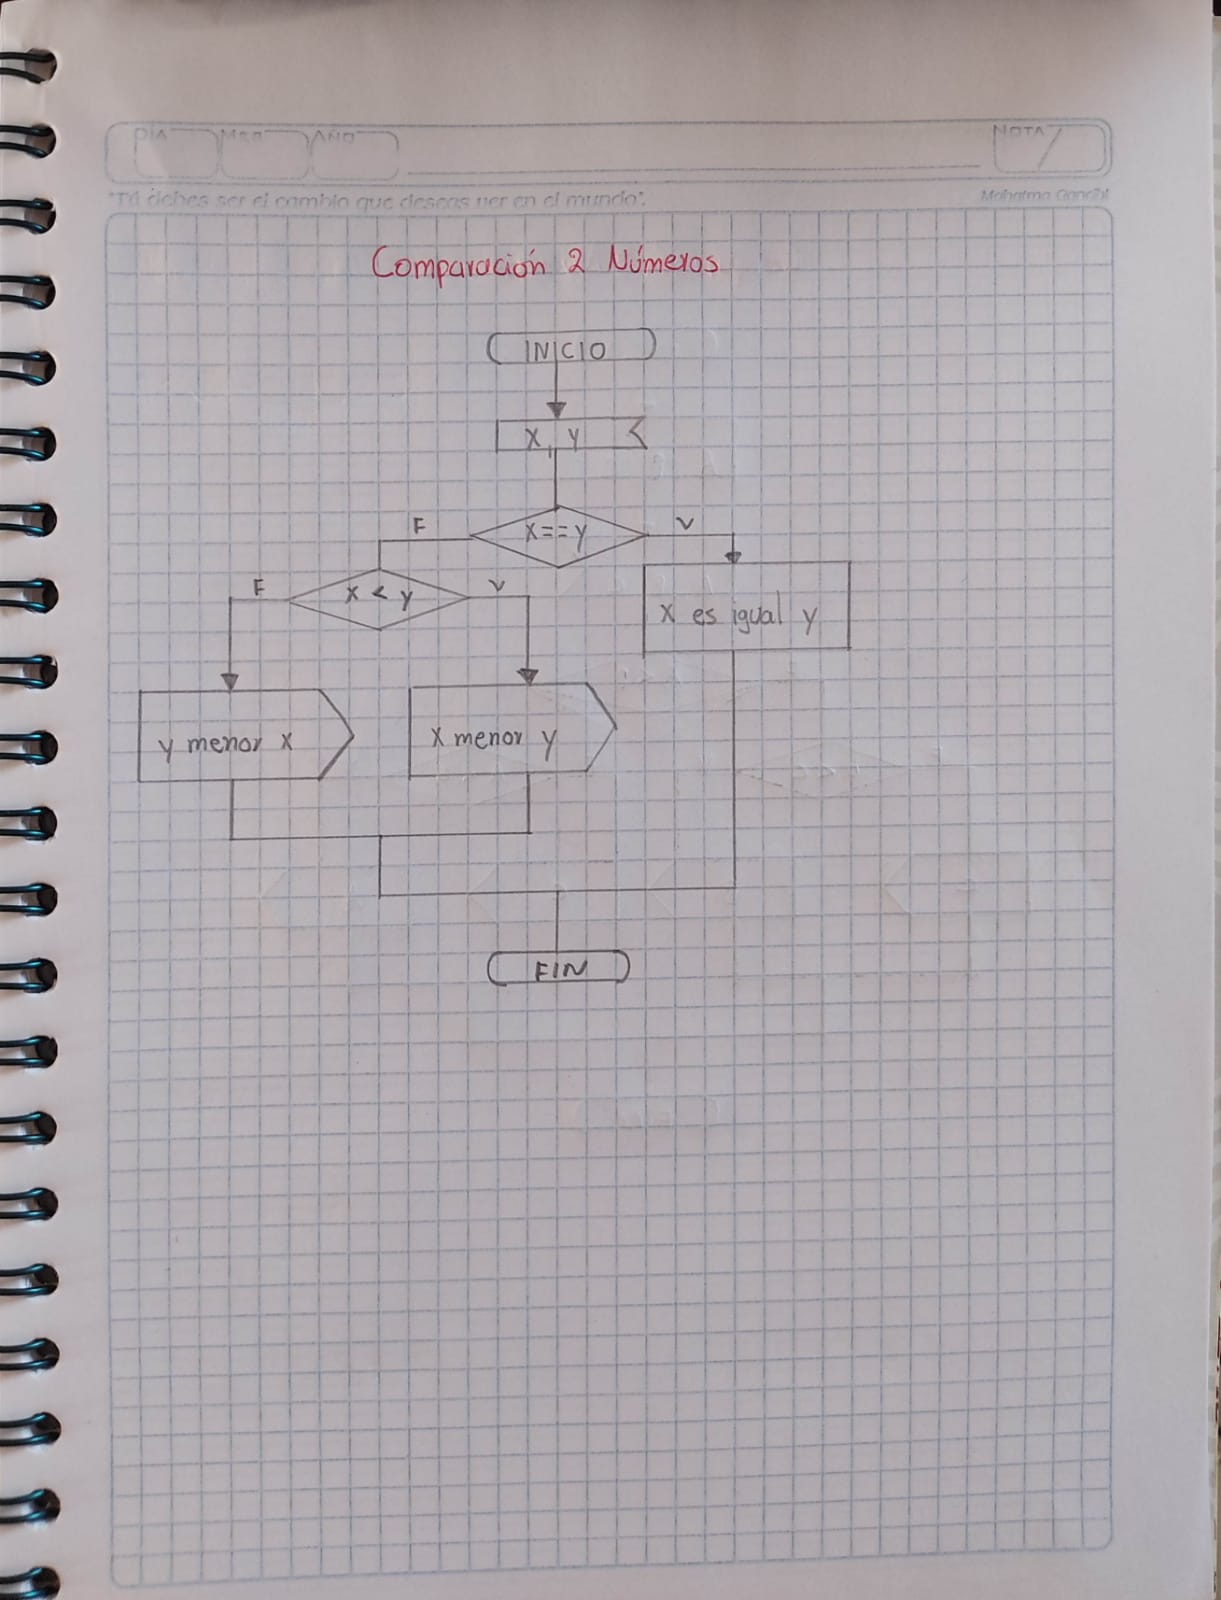 DÍA MES AÑO NOTA
"Tú debes ser el cambio que deseas ver en el mundo". Mahatma Gandhi
Comparación 2 Números
INICIO
X, Y
X==Y
F
V
X < y
F
V
X es igual y
y menor x
X menor y
FIN